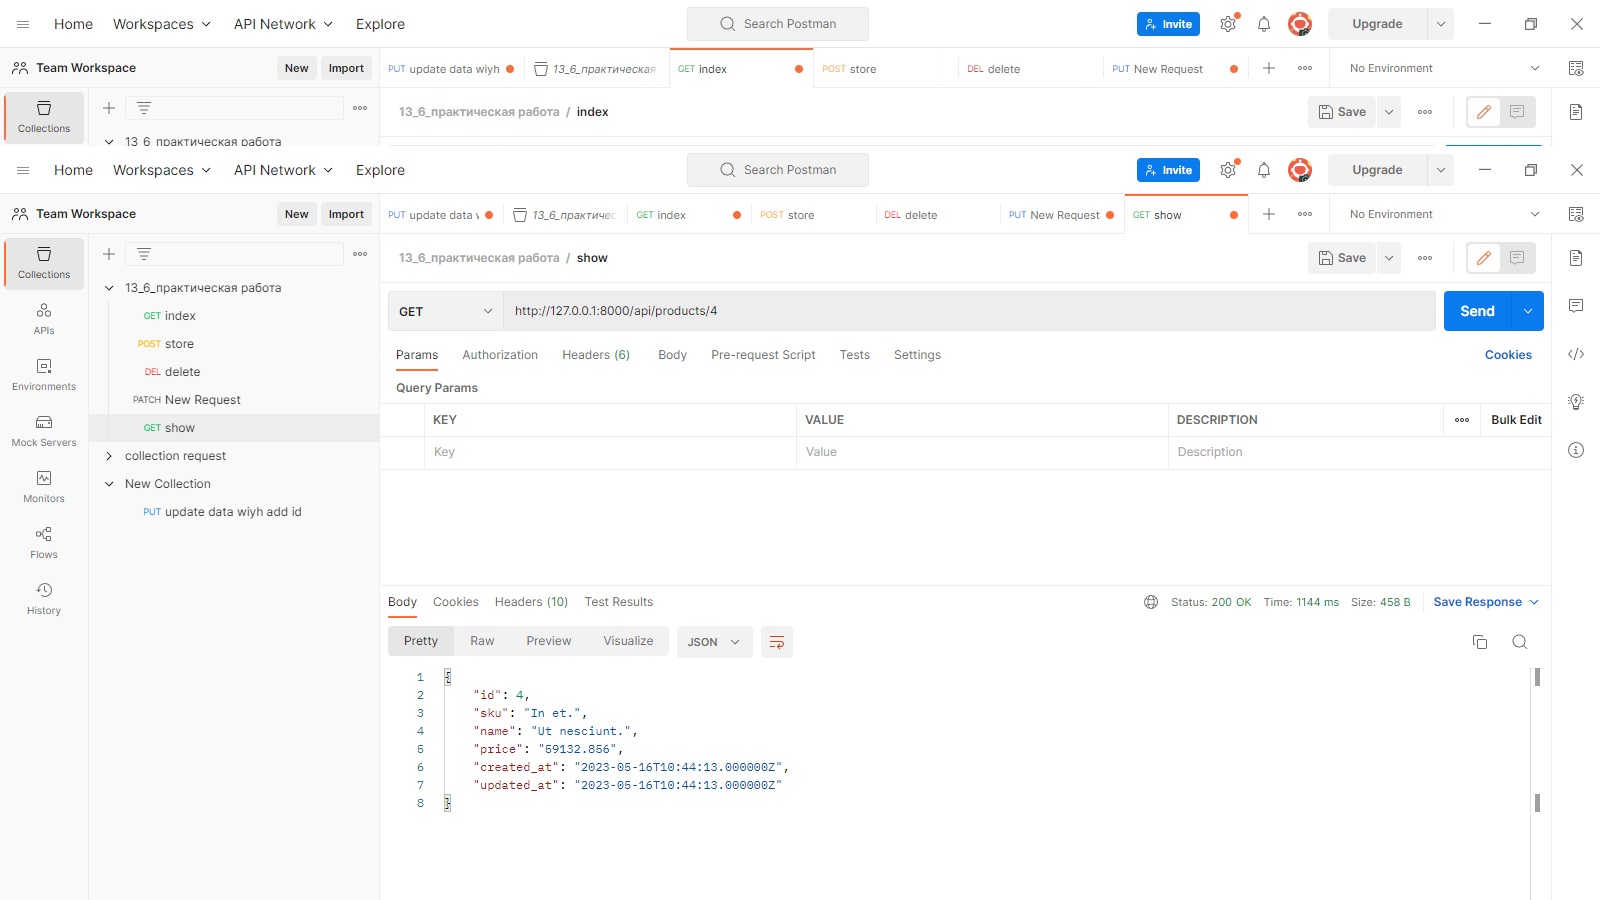 Home Workspaces API Network Explore Search Postman Invite Upgrade
Team Workspace New Import PUT update data wiyh 13_6_практическая GET index POST store DEL delete PUT New Request No Environment
Collections
13_6_практическая работа / index Save
13_6_практическая работа
Home Workspaces API Network Explore Search Postman Invite Upgrade
Team Workspace New Import PUT update data 13_6_практичес GET index POST store DEL delete PUT New Request GET show No Environment
Collections
APIs
Environments
Mock Servers
Monitors
Flows
History
13_6_практическая работа
GET index
POST store
DEL delete
PATCH New Request
GET show
collection request
New Collection
PUT update data wiyh add id
13_6_практическая работа / show Save
GET http://127.0.0.1:8000/api/products/4 Send
Params Authorization Headers (6) Body Pre-request Script Tests Settings Cookies
Query Params
KEY VALUE DESCRIPTION Bulk Edit
Key Value Description
Body Cookies Headers (10) Test Results Status: 200 OK Time: 1144 ms Size: 458 B Save Response
Pretty Raw Preview Visualize JSON
1 {
2 "id": 4,
3 "sku": "In et.",
4 "name": "Ut nesciunt.",
5 "price": "59132.856",
6 "created_at": "2023-05-16T10:44:13.000000Z",
7 "updated_at": "2023-05-16T10:44:13.000000Z"
8 }